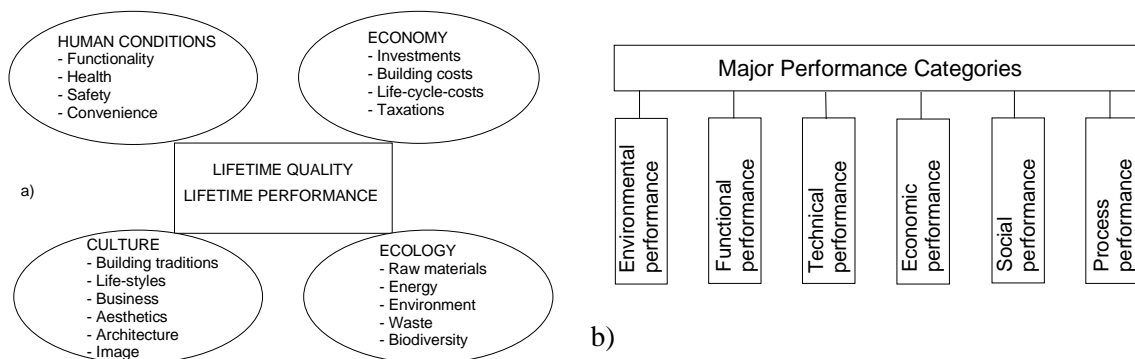 HUMAN CONDITIONS
- Functionality
- Health
- Safety
- Convenience
ECONOMY
- Investments
- Building costs
- Life-cycle-costs
- Taxations
LIFETIME QUALITY
LIFETIME PERFORMANCE
a)
CULTURE
- Building traditions
- Life-styles
- Business
- Aesthetics
- Architecture
- Image
ECOLOGY
- Raw materials
- Energy
- Environment
- Waste
- Biodiversity
Major Performance Categories
Environmental
performance
Functional
performance
Technical
performance
Economic
performance
Social
performance
Process
performance
b)